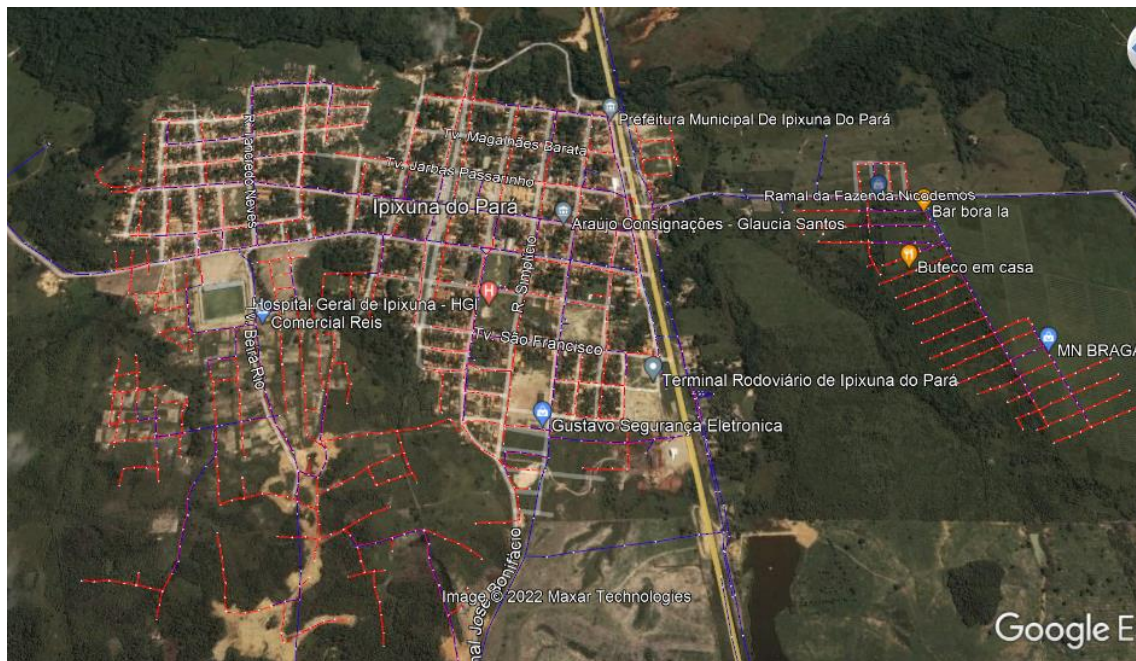 Prefeitura Municipal De Ipixuna Do Pará
R. Tancredo Neves
Tv. Magalhães Barata
Tv. Jarbas Passarinho
Ramal da Fazenda Nicodemos
Ipixuna do Pará
Bar bora la
Araújo Consignações - Glaucia Santos
R. Simplício
Buteco em casa
Hospital Geral de Ipixuna - HGI
Comercial Reis
Tv. Beira Rio
Tv. São Francisco
MN BRAGA
Terminal Rodoviário de Ipixuna do Pará
Gustavo Segurança Eletronica
nal José Bonifácio
Image © 2022 Maxar Technologies
Google E